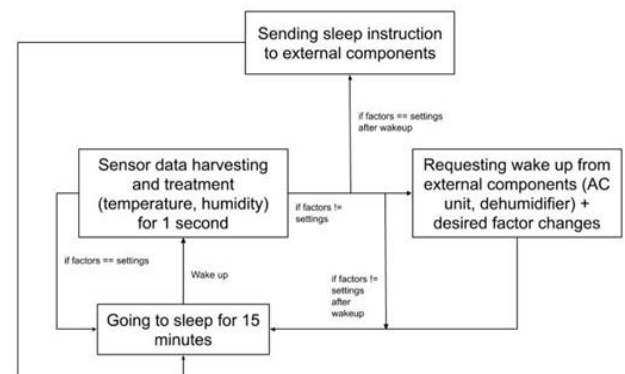 Sending sleep instruction
to external components
if factors == settings
after wakeup
Sensor data harvesting
and treatment
(temperature, humidity)
for 1 second
if factors !=
settings
Requesting wake up from
external components (AC
unit, dehumidifier) +
desired factor changes
if factors == settings
Wake up
if factors !=
settings
after
wakeup
Going to sleep for 15
minutes